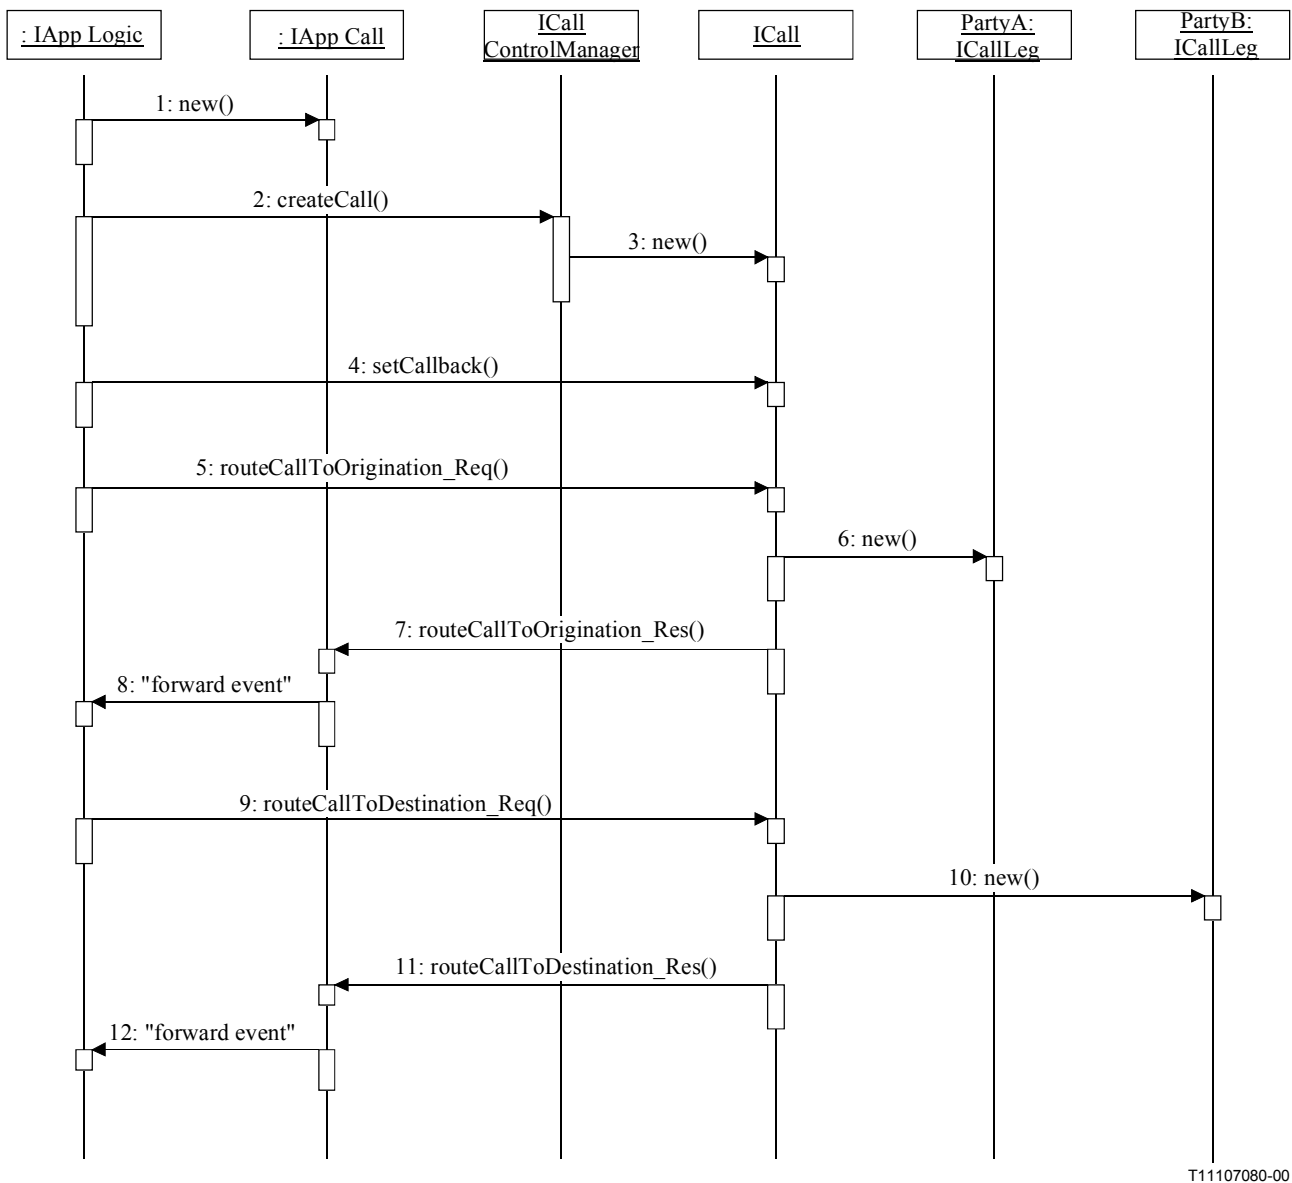 : IApp Logic
: IApp Call
ICall
ControlManager
ICall
PartyA:
ICallLeg
PartyB:
ICallLeg
1: new()
2: createCall()
3: new()
4: setCallback()
5: routeCallToOrigination_Req()
6: new()
7: routeCallToOrigination_Res()
8: "forward event"
9: routeCallToDestination_Req()
10: new()
11: routeCallToDestination_Res()
12: "forward event"
T11107080-00